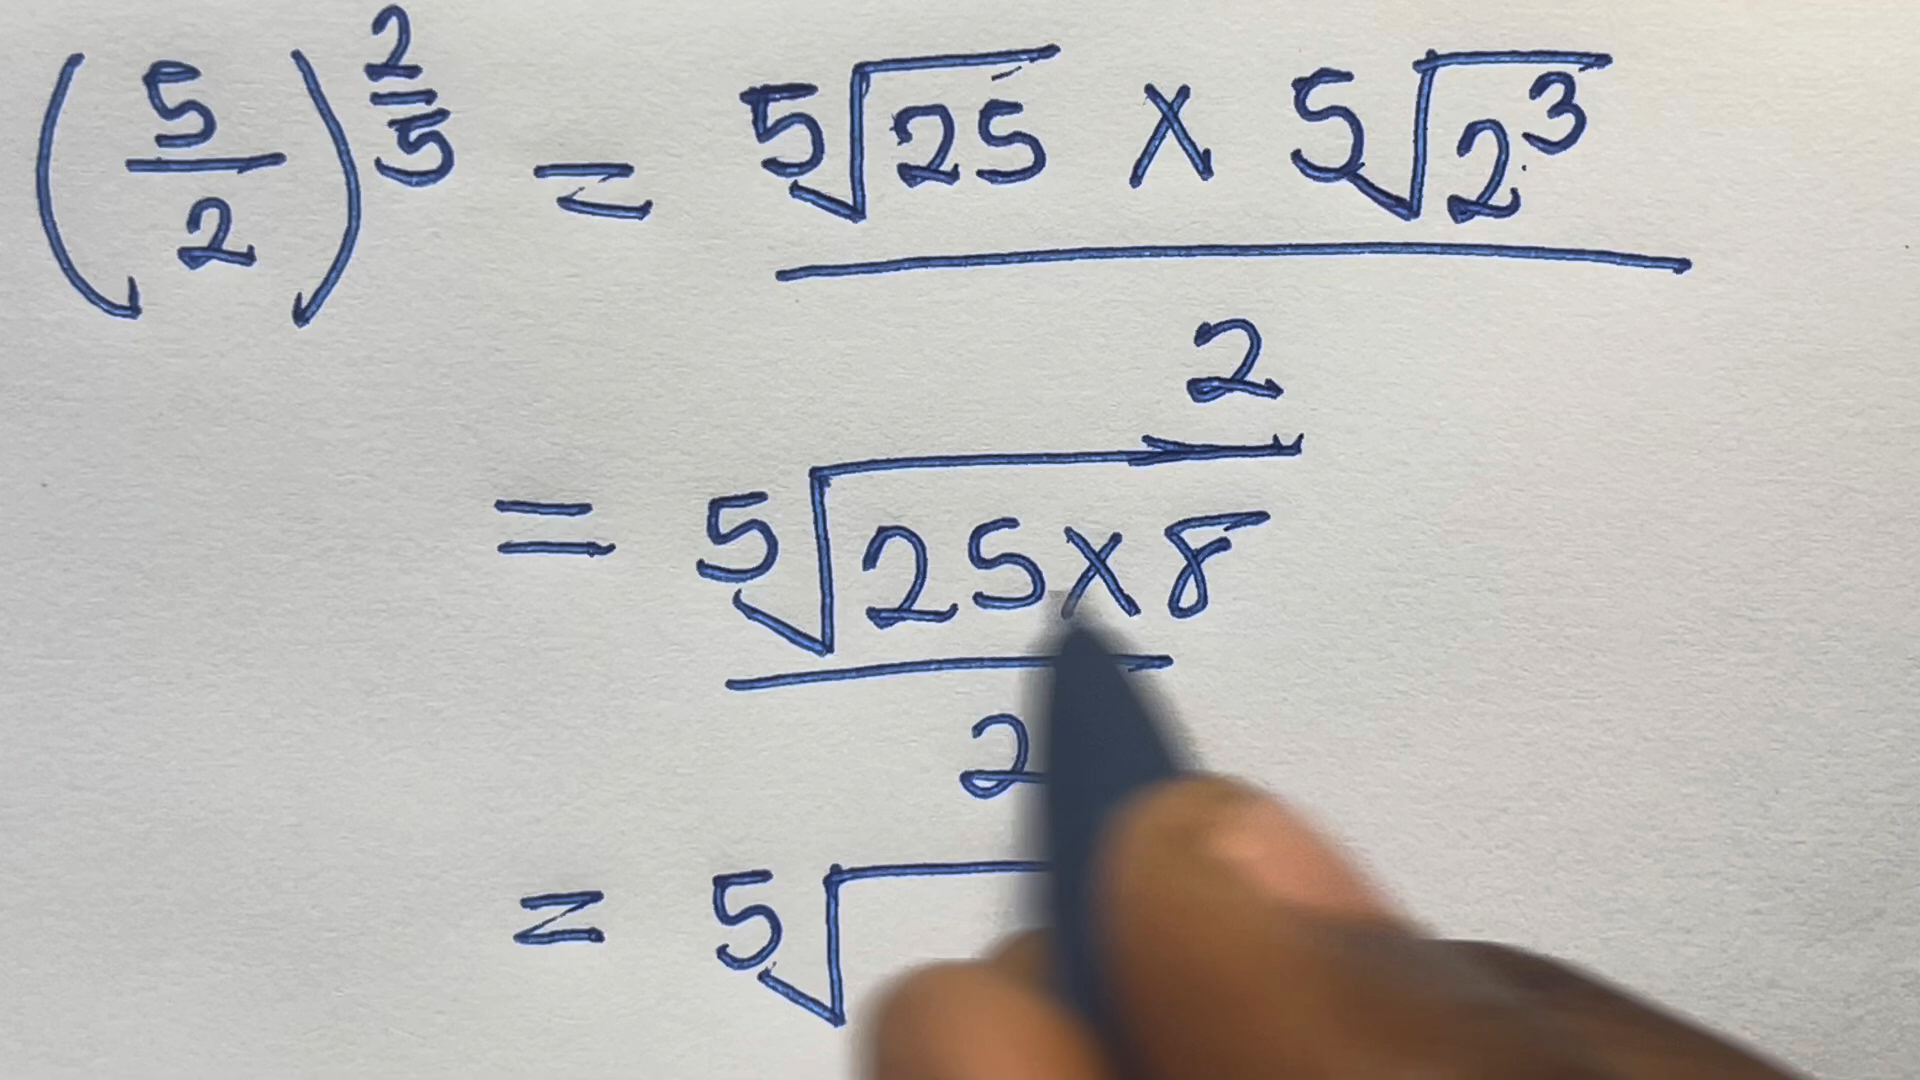 (5/2)^(2/5) = ⁵√25 × ⁵√2³
2
= ⁵√25×8
2
= ⁵√